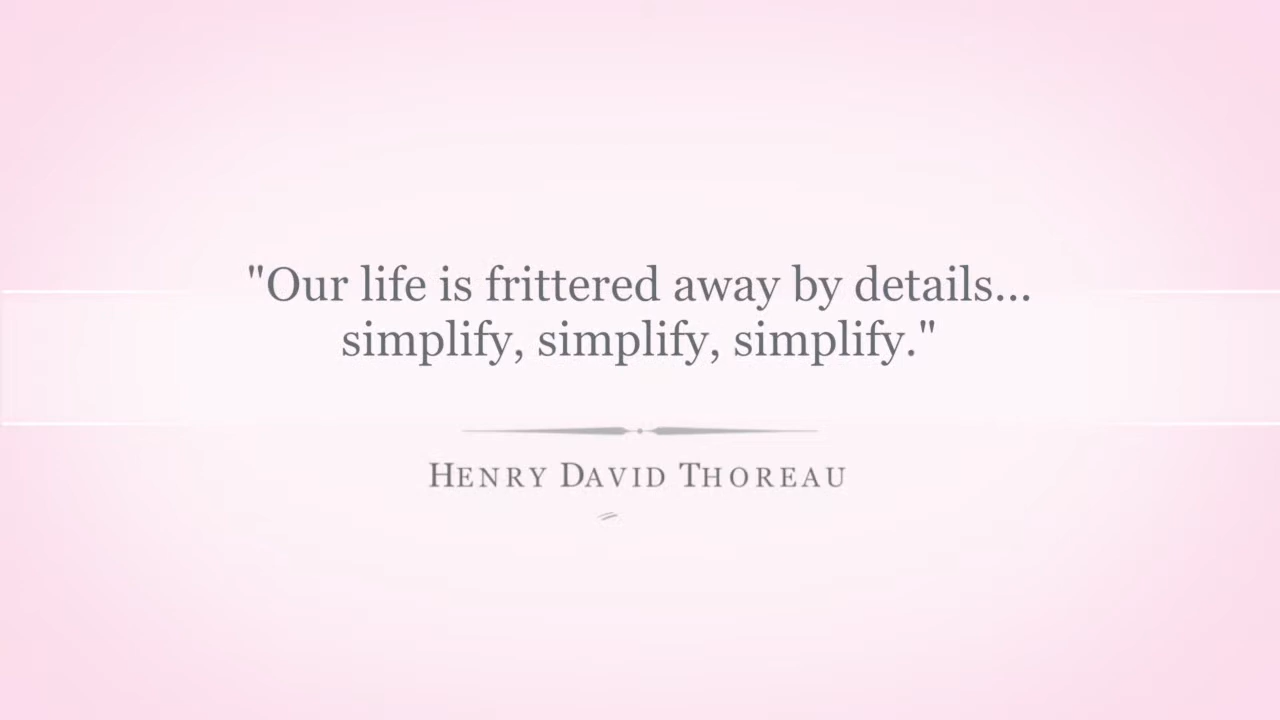 "Our life is frittered away by details...
simplify, simplify, simplify."
HENRY DAVID THOREAU